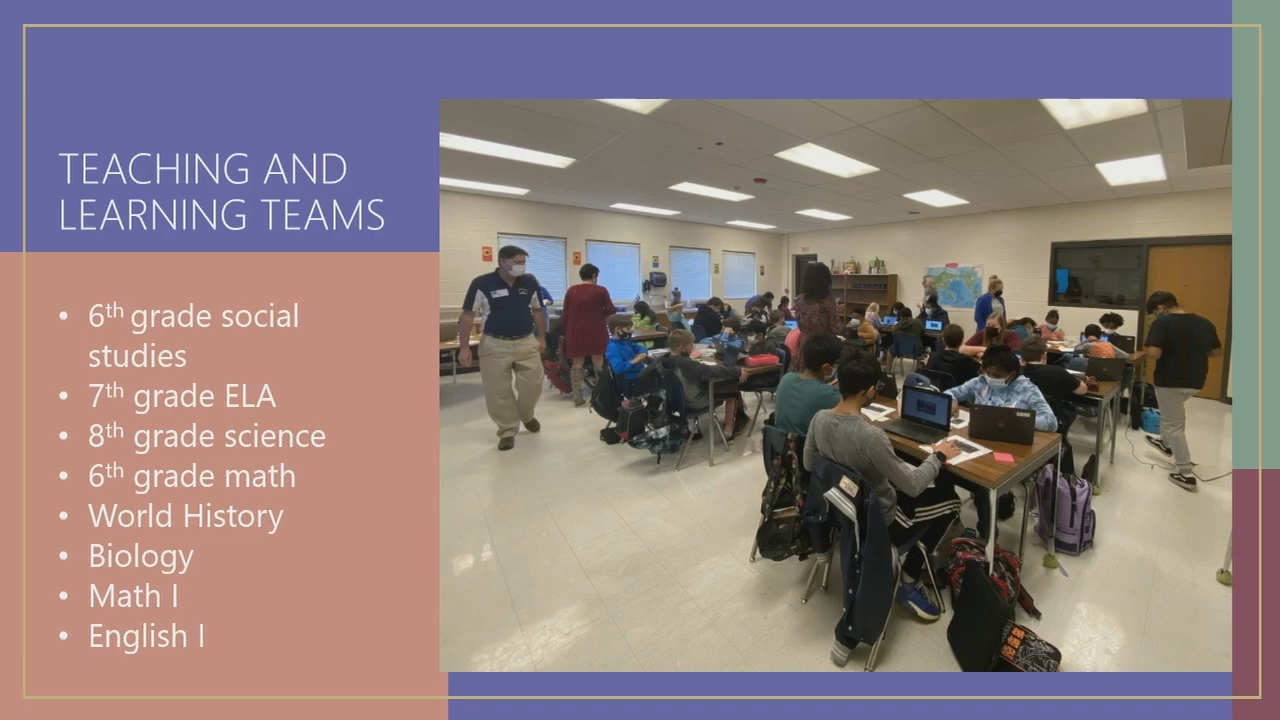 TEACHING AND
LEARNING TEAMS
• 6th grade social
studies
• 7th grade ELA
• 8th grade science
• 6th grade math
• World History
• Biology
• Math I
• English I